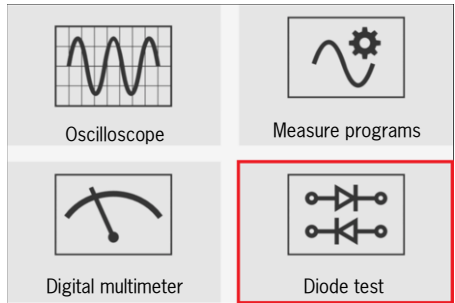 Oscilloscope
Measure programs
Digital multimeter
Diode test